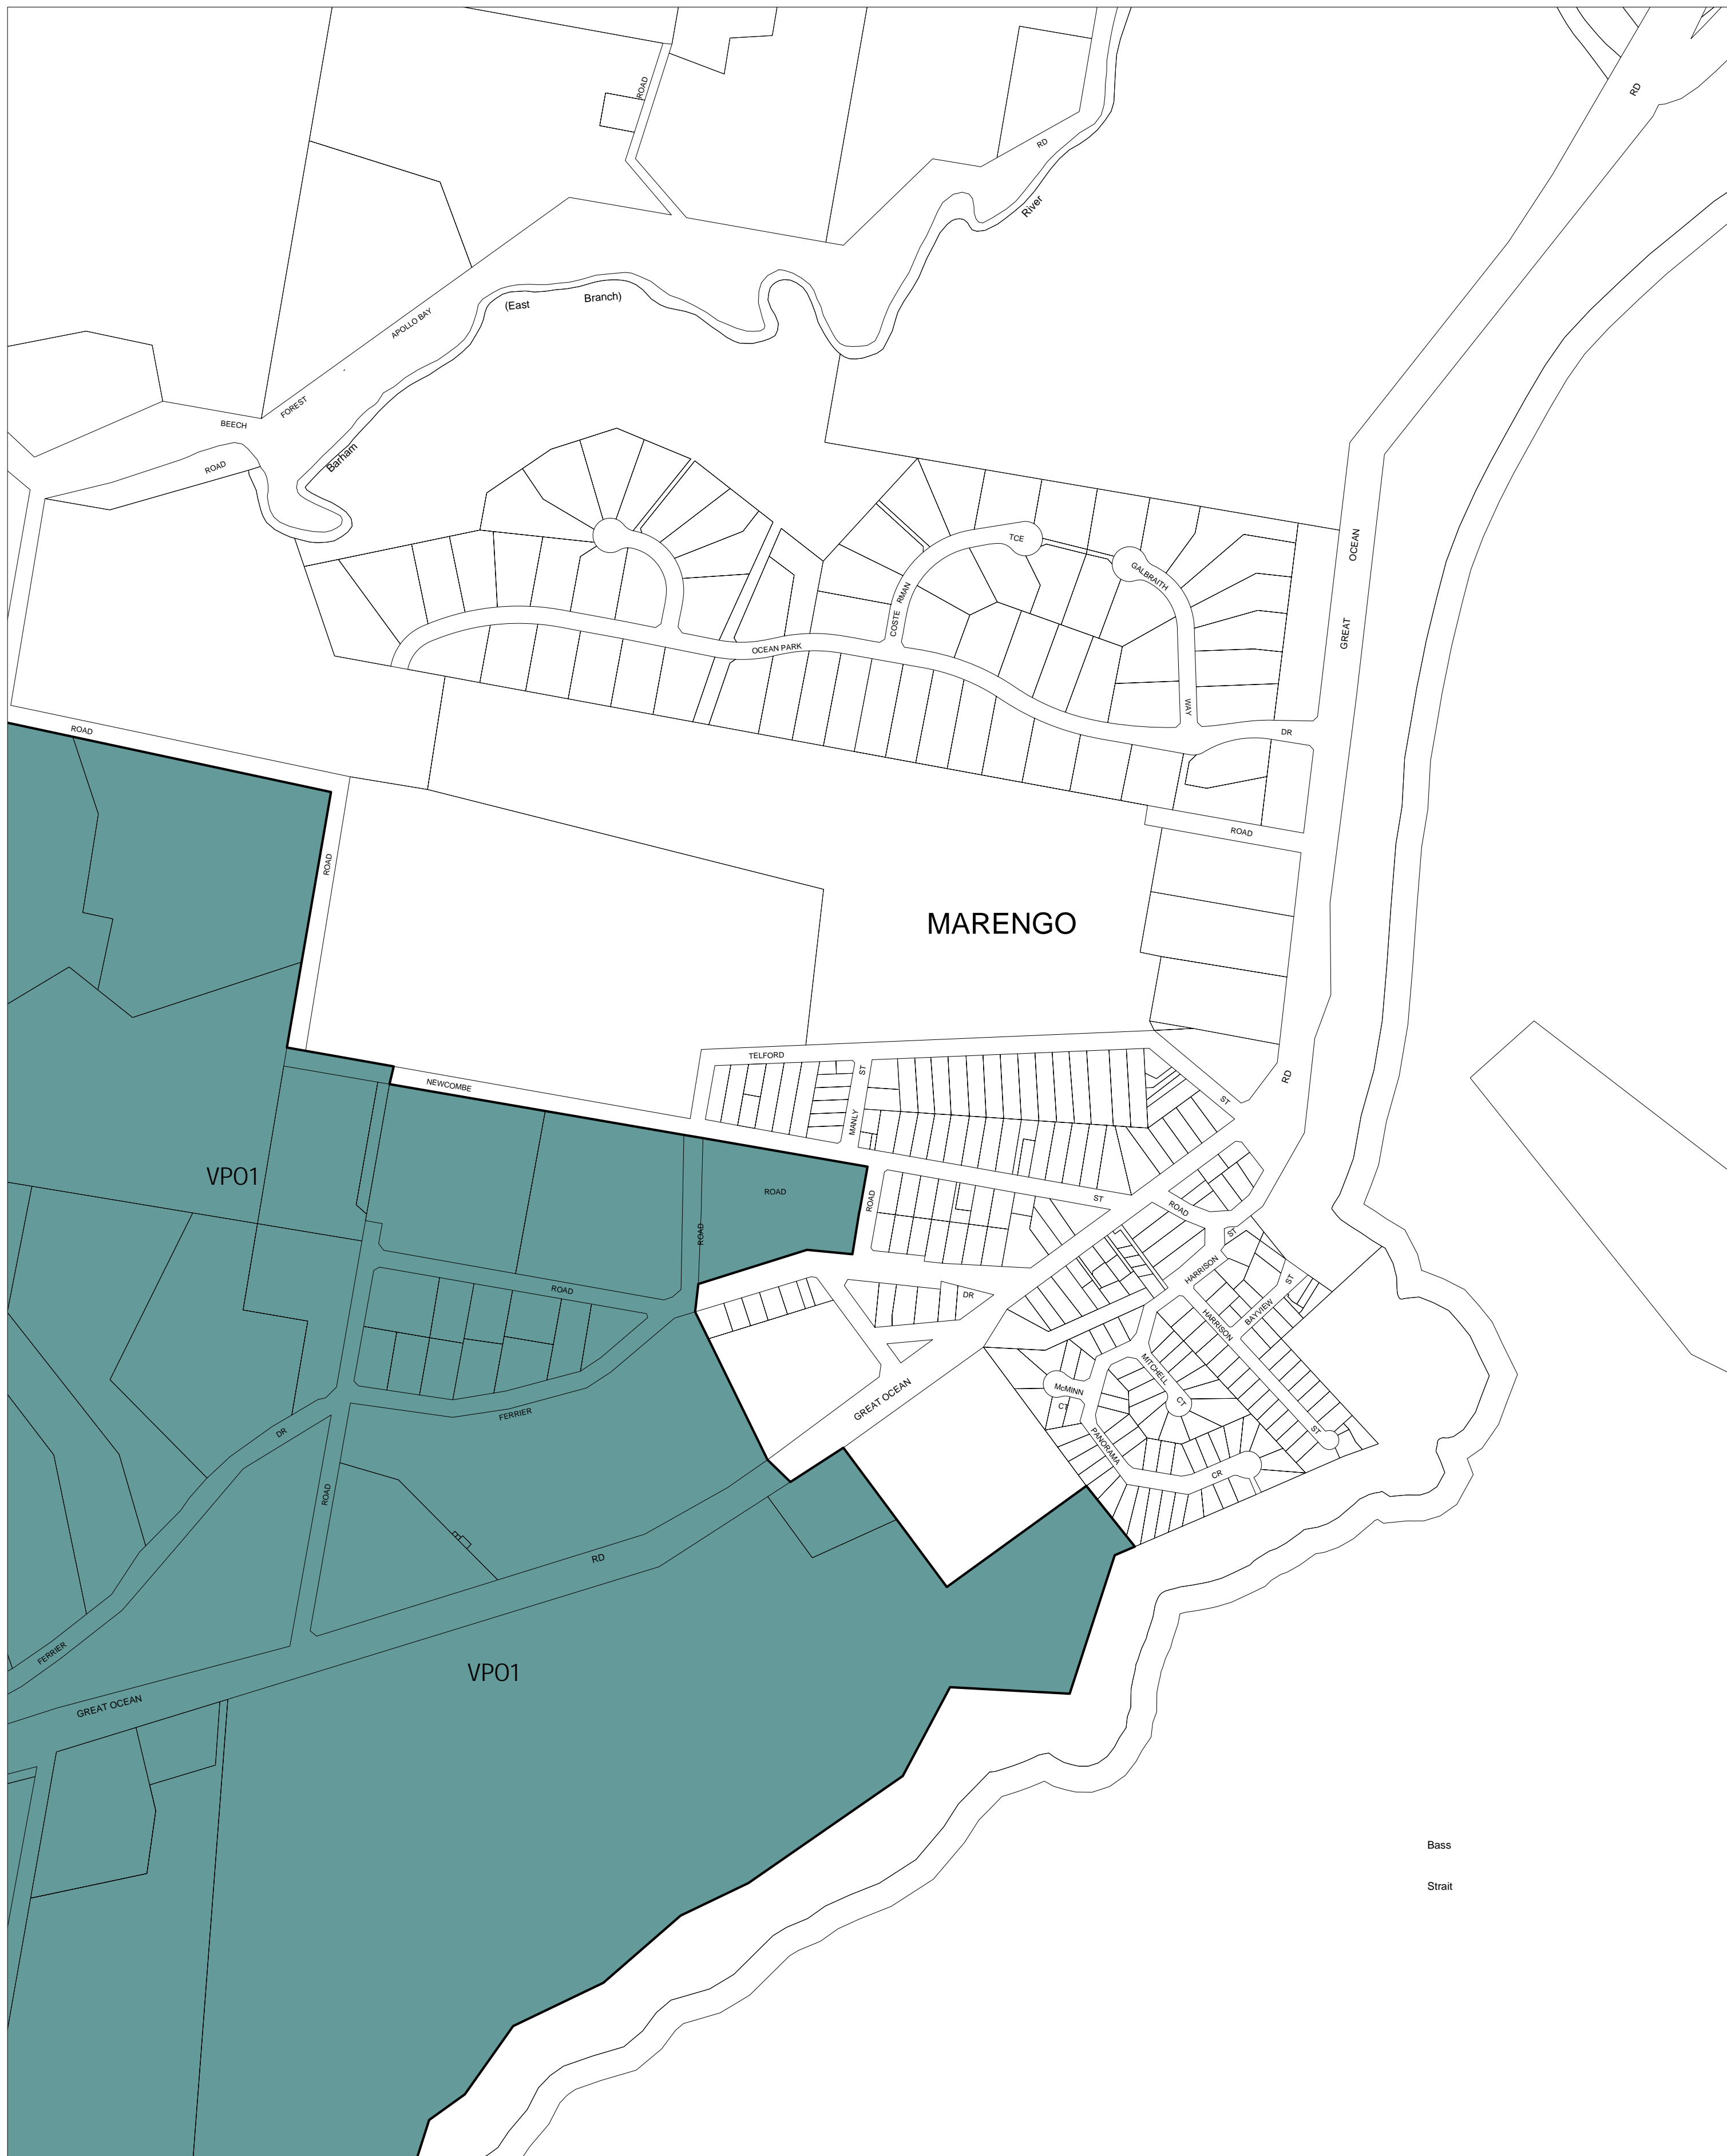 ROAD
RD
RD
River
(East Branch)
APOLLO BAY
FOREST
BEECH
Barham
ROAD
OCEAN
TCE
GALBRAITH
COSTE RMAN
GREAT
OCEAN PARK
WAY
ROAD
DR
ROAD
ROAD
MARENGO
TELFORD
ST
RD
NEWCOMBE
ST
MANLY
VPO1
ROAD
ROAD
ST
ROAD
ROAD
ST
HARRISON
ST
ROAD
DR
BAYVIEW
HARRISON
MITCHELL
McMINN
CT
CT
GREAT OCEAN
FERRIER
DR
ST
PANORAMA
CR
ROAD
RD
FERRIER
VPO1
GREAT OCEAN
Bass
Strait